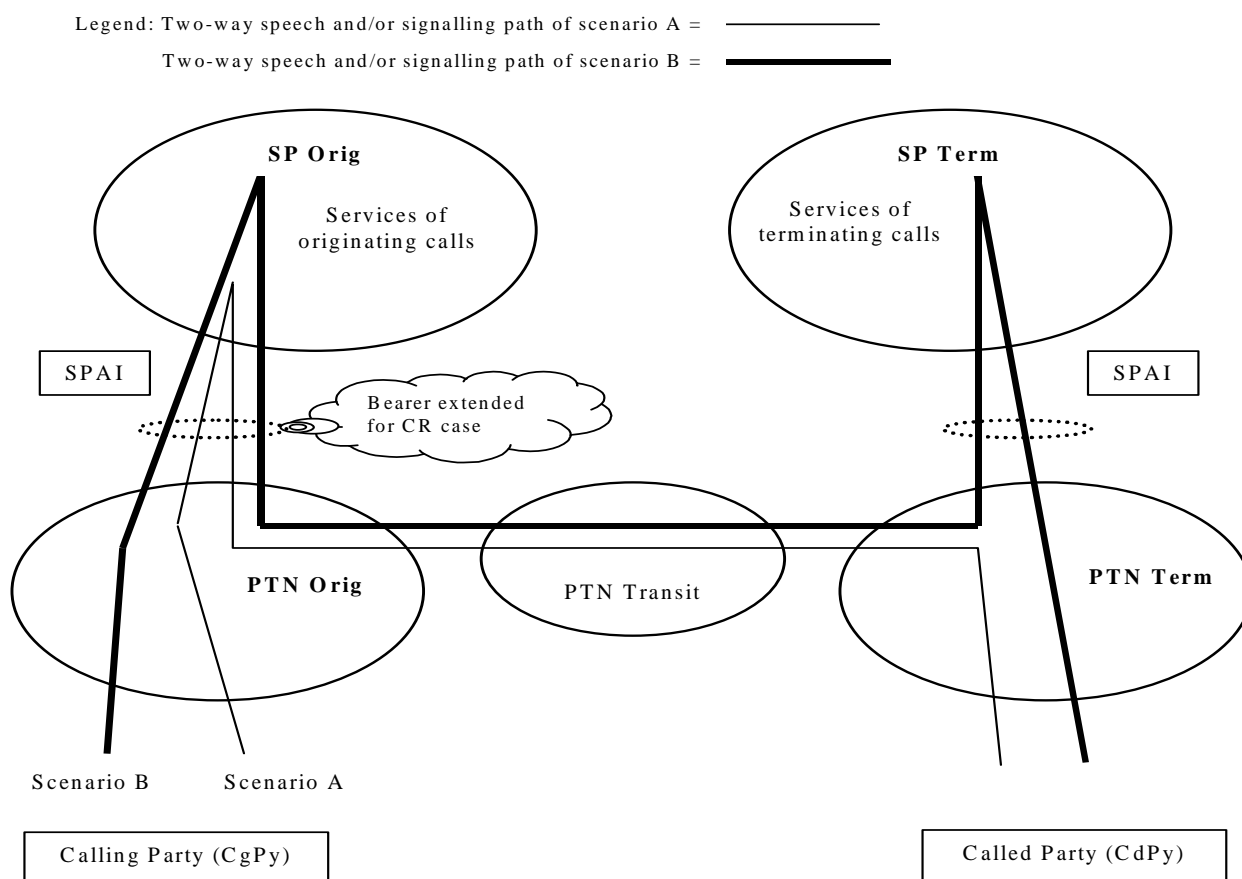 Legend: Two-way speech and/or signalling path of scenario A =
Two-way speech and/or signalling path of scenario B =
SP Orig
SP Term
Services of
originating calls
Services of
terminating calls
SPAI
SPAI
Bearer extended
for CR case
PTN Orig
PTN Transit
PTN Term
Scenario B
Scenario A
Calling Party (CgPy)
Called Party (CdPy)